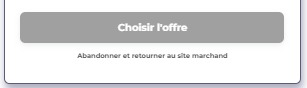 Choisir l'offre
Abandonner et retourner au site marchand